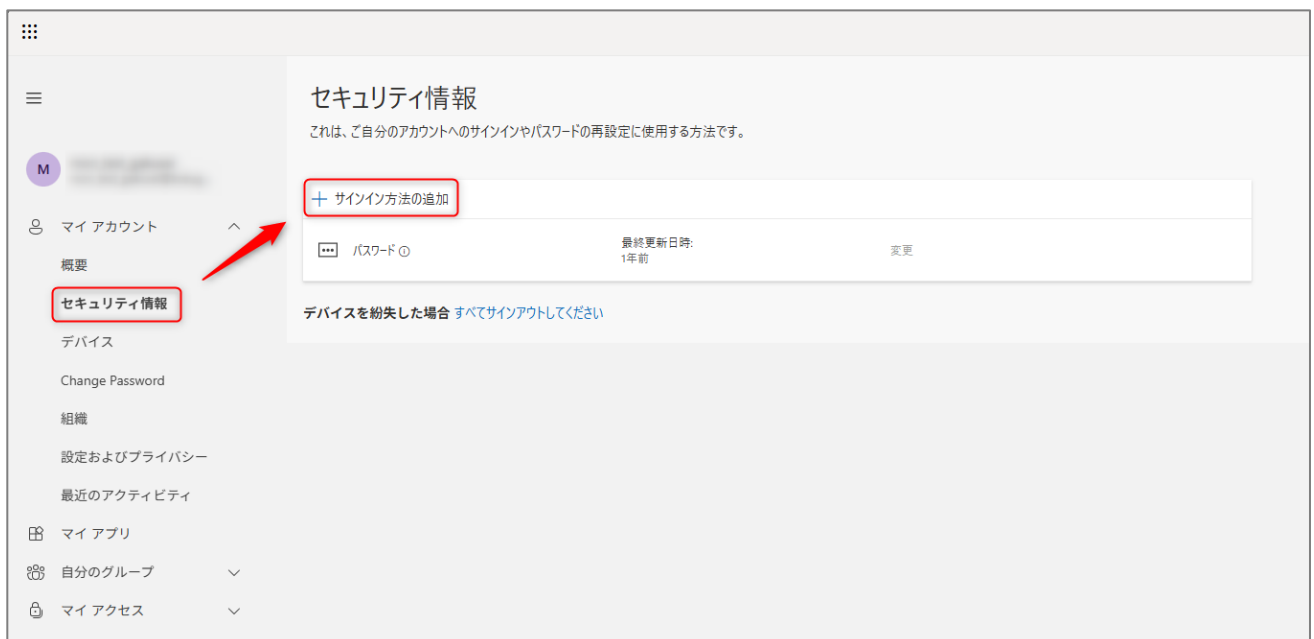 セキュリティ情報
これは、ご自分のアカウントへのサインインやパスワードの再設定に使用する方法です。
M
サインイン方法の追加
マイ アカウント
パスワード
最終更新日時:
1年前
変更
概要
セキュリティ情報
デバイスを紛失した場合 すべてサインアウトしてください
デバイス
Change Password
組織
設定およびプライバシー
最近のアクティビティ
マイ アプリ
自分のグループ
マイ アクセス